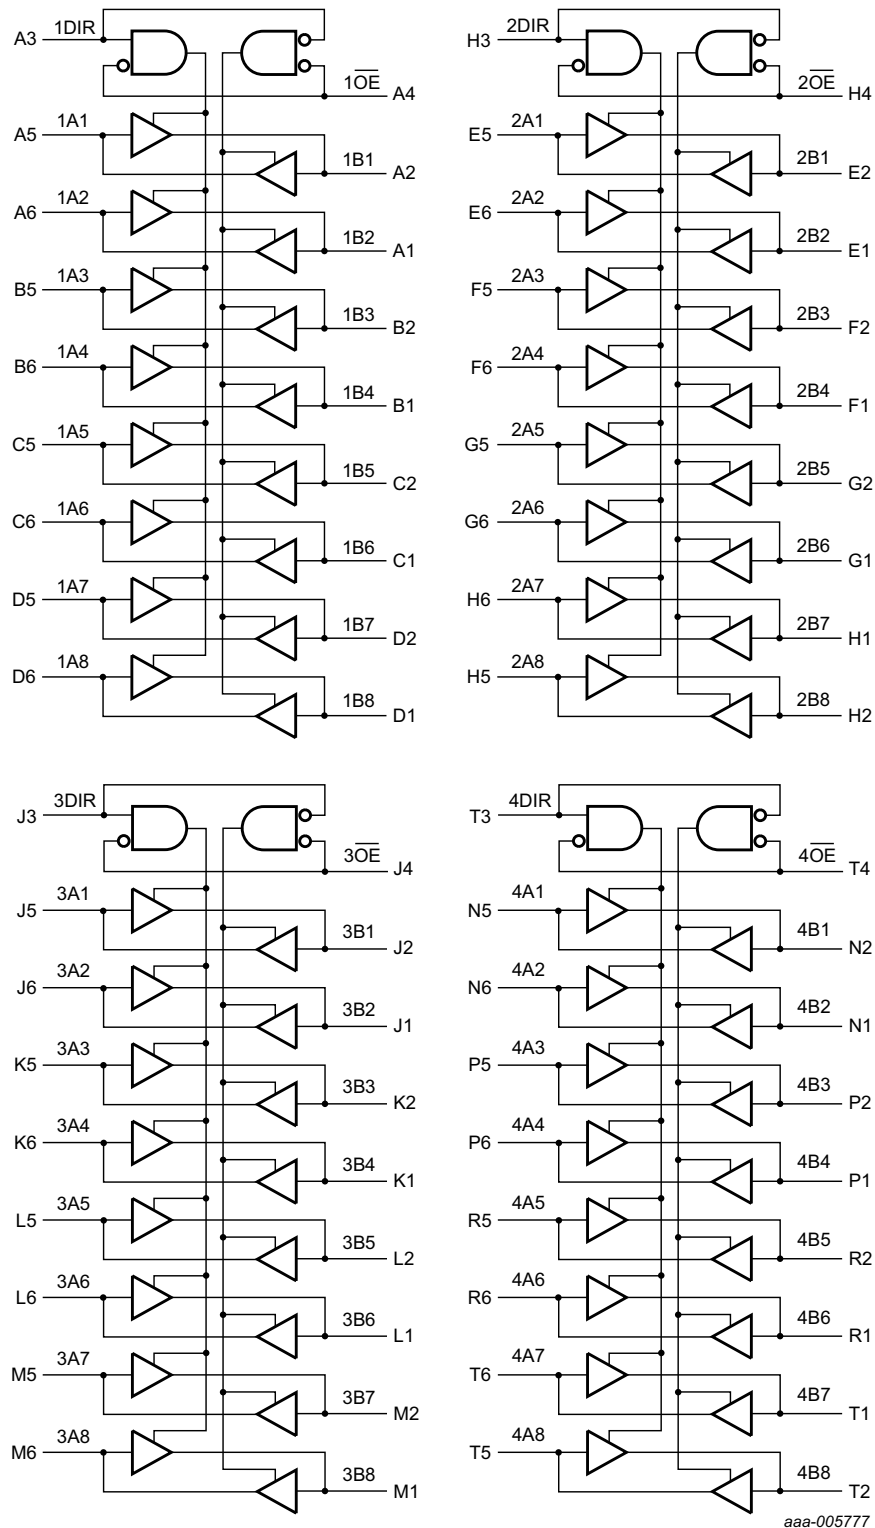 A3 1DIR
1O̅E̅ A4
A5 1A1
1B1 A2
A6 1A2
1B2 A1
B5 1A3
1B3 B2
B6 1A4
1B4 B1
C5 1A5
1B5 C2
C6 1A6
1B6 C1
D5 1A7
1B7 D2
D6 1A8
1B8 D1
H3 2DIR
2O̅E̅ H4
E5 2A1
2B1 E2
E6 2A2
2B2 E1
F5 2A3
2B3 F2
F6 2A4
2B4 F1
G5 2A5
2B5 G2
G6 2A6
2B6 G1
H6 2A7
2B7 H1
H5 2A8
2B8 H2
J3 3DIR
3O̅E̅ J4
J5 3A1
3B1 J2
J6 3A2
3B2 J1
K5 3A3
3B3 K2
K6 3A4
3B4 K1
L5 3A5
3B5 L2
L6 3A6
3B6 L1
M5 3A7
3B7 M2
M6 3A8
3B8 M1
T3 4DIR
4O̅E̅ T4
N5 4A1
4B1 N2
N6 4A2
4B2 N1
P5 4A3
4B3 P2
P6 4A4
4B4 P1
R5 4A5
4B5 R2
R6 4A6
4B6 R1
T6 4A7
4B7 T1
T5 4A8
4B8 T2
aaa-005777